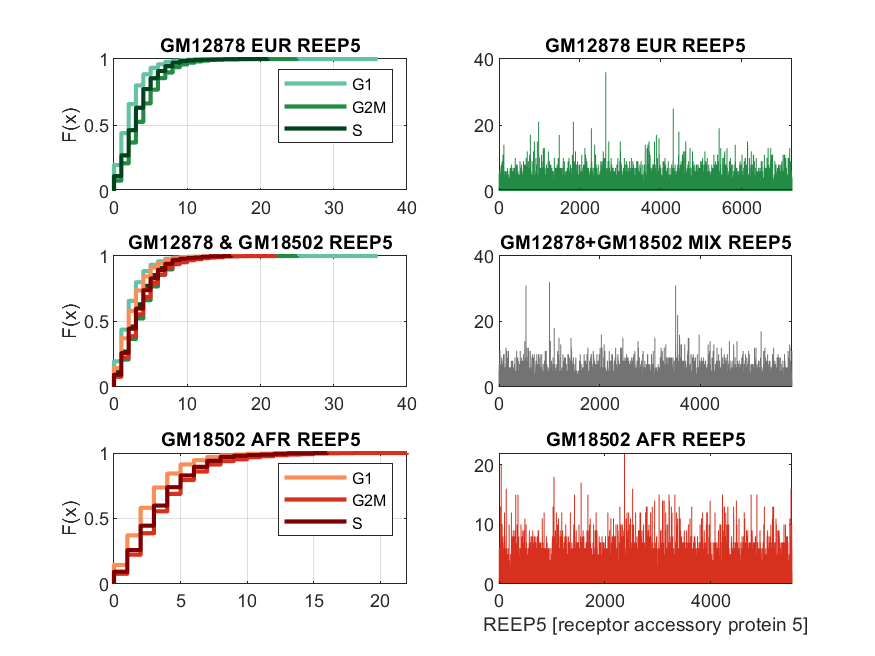 GM12878 EUR REEP5
1
0.5
0
F(x)
0 10 20 30 40
G1
G2M
S
GM12878 EUR REEP5
40
20
0
0 2000 4000 6000
GM12878 & GM18502 REEP5
1
0.5
0
F(x)
0 10 20 30 40
GM12878+GM18502 MIX REEP5
40
20
0
0 2000 4000
GM18502 AFR REEP5
1
0.5
0
F(x)
0 5 10 15 20
G1
G2M
S
GM18502 AFR REEP5
20
10
0
0 2000 4000
REEP5 [receptor accessory protein 5]